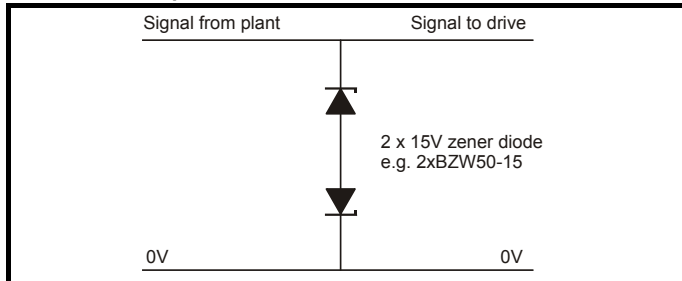 Signal from plant Signal to drive
2 x 15V zener diode
e.g. 2xBZW50-15
0V 0V